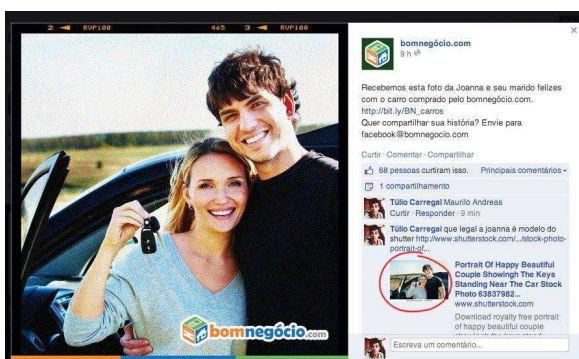 2 RVP100 465 3 RVP100
bomnegócio.com
bomnegócio.com
9 h
Recebemos esta foto da Joanna e seu marido felizes
com o carro comprado pelo bomnegócio.com.
http://bit.ly/BN_carros
Quer compartilhar sua história? Envie para
facebook@bomnegocio.com
Curtir · Comentar · Compartilhar
68 pessoas curtiram isso. Principais comentários
1 compartilhamento
Túlio Carregal Maurilo Andreas
Curtir · Responder · 9 min
Túlio Carregal que legal a joanna é modelo do
shutter http://www.shutterstock.com/.../stock-photo-
portrait-of...
Portrait Of Happy Beautiful
Couple Showingh The Keys
Standing Near The Car Stock
Photo 63837982...
www.shutterstock.com
Download royalty free portrait
of happy beautiful couple
Escreva um comentário...